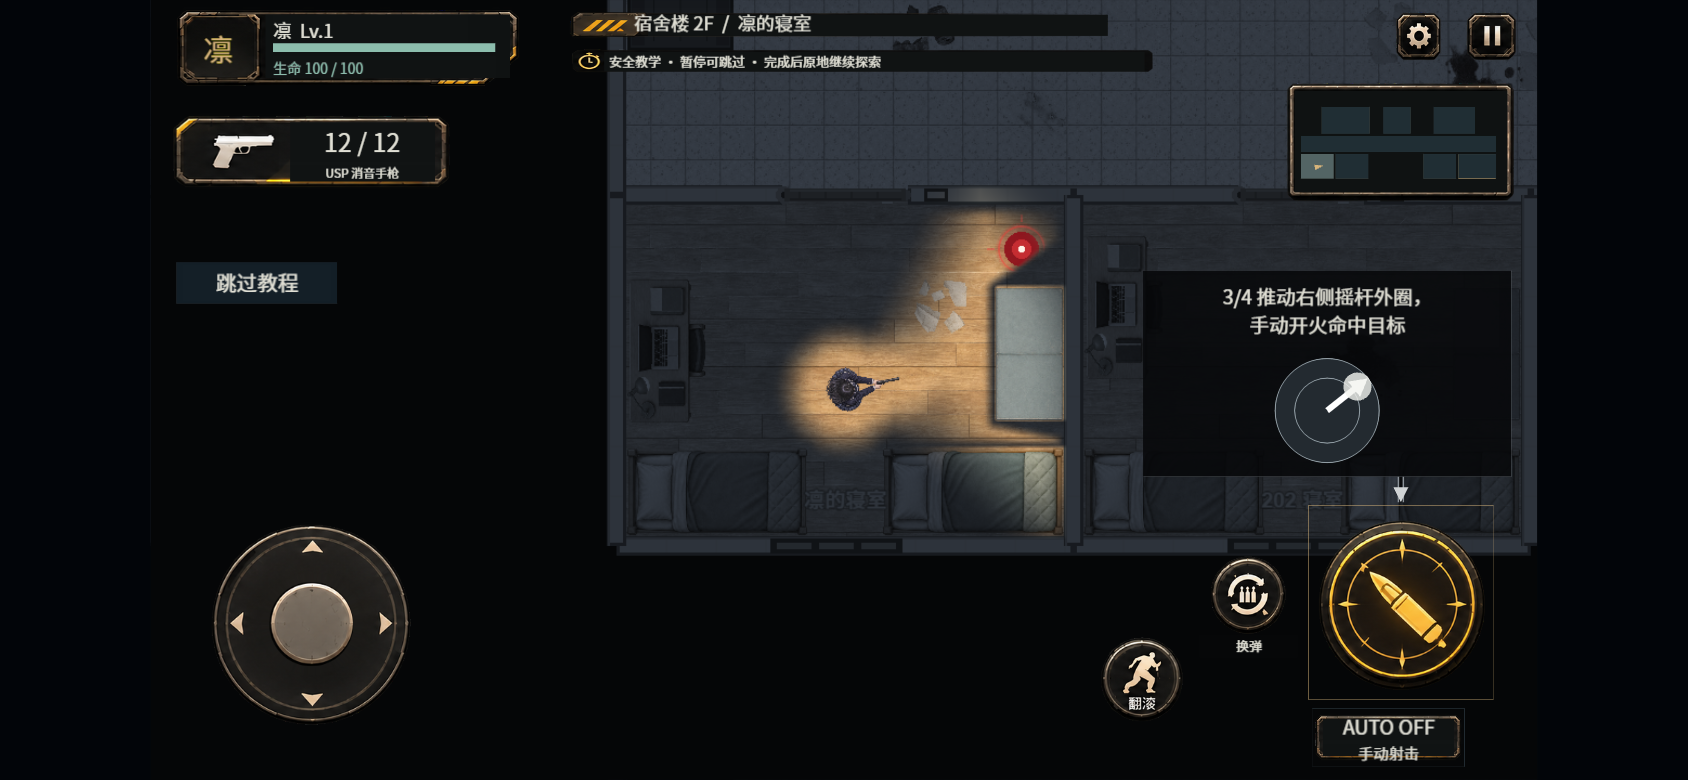 凛
凛 Lv.1
生命 100 / 100
宿舍楼 2F / 凛的寝室
安全教学 · 暂停可跳过 · 完成后原地继续探索
12 / 12
USP 消音手枪
跳过教程
3/4 推动右侧摇杆外圈，
手动开火命中目标
凛的寝室
202 寝室
换弹
翻滚
AUTO OFF
手动射击